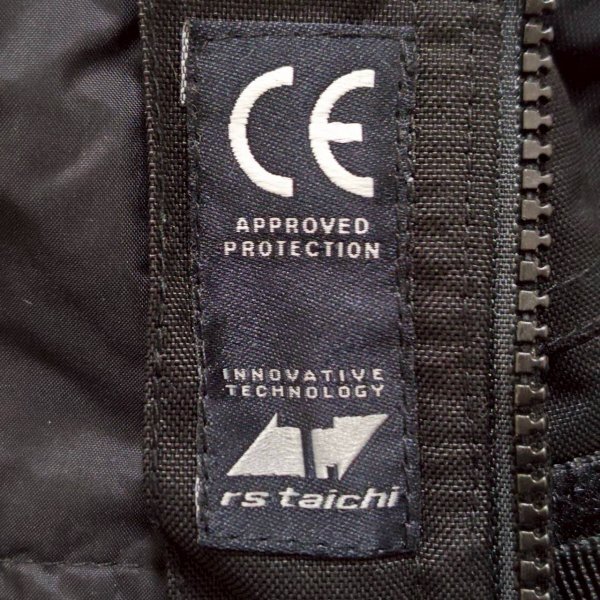 CE
APPROVED
PROTECTION
INNOVATIVE
TECHNOLOGY
rs taichi